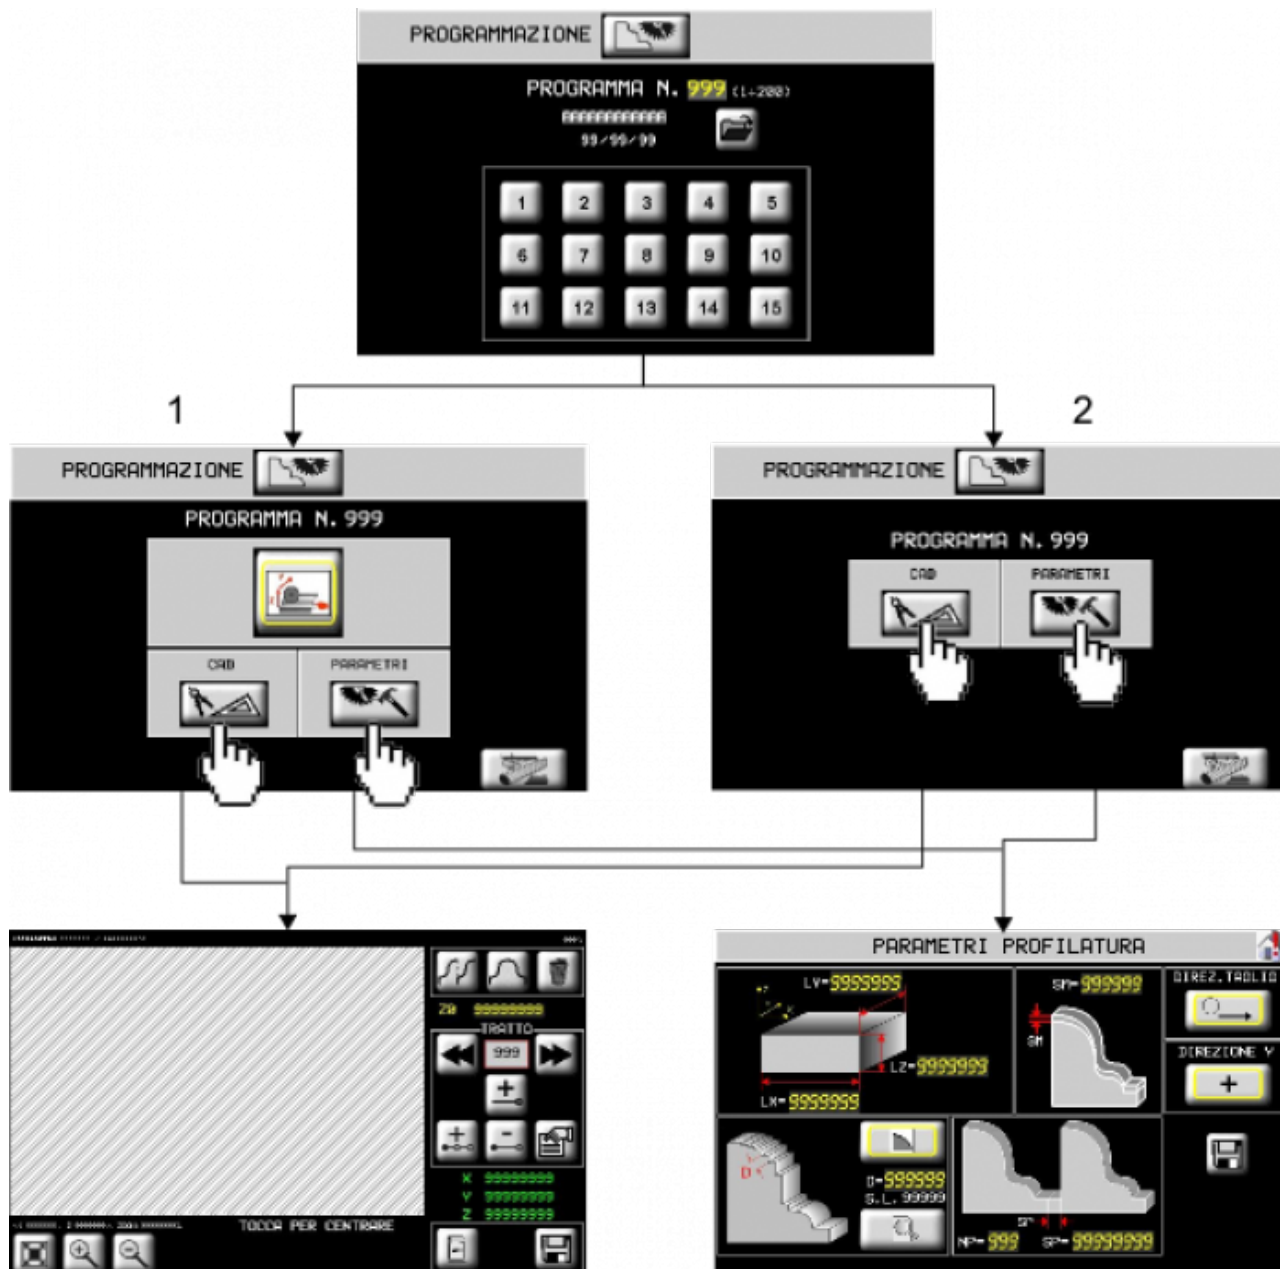 PROGRAMMAZIONE
PROGRAMMA N. 999 (1÷200)
99/99/99
1 2 3 4 5
6 7 8 9 10
11 12 13 14 15
1
2
PROGRAMMAZIONE
PROGRAMMA N. 999
CAD PARAMETRI
PROGRAMMAZIONE
PROGRAMMA N. 999
CAD PARAMETRI
Z0 99999999
TRATTO
999
X 99999999
Y 99999999
Z 99999999
TOCCA PER CENTRARE
PARAMETRI PROFILATURA
LY=9999999
LZ=9999999
LX=9999999
SM=999999
SM
DIREZ.TAGLIO
DIREZIONE Y
D
D=999999
S.L. 99999
SP
NP=999 SP=99999999